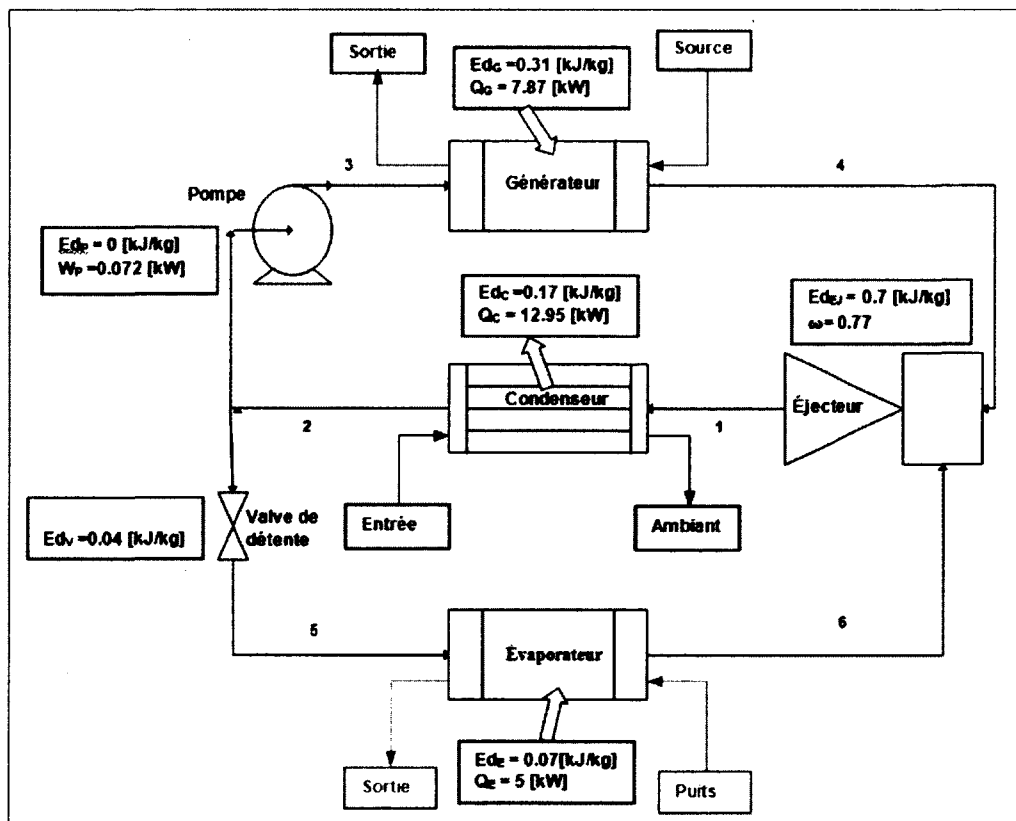 Sortie
Ed_G =0.31 [kJ/kg]
Q_G = 7.87 [kW]
Source
3
Générateur
4
Pompe
Ed_P = 0 [kJ/kg]
W_P =0.072 [kW]
Ed_C =0.17 [kJ/kg]
Q_C = 12.95 [kW]
Ed_EJ = 0.7 [kJ/kg]
ω= 0.77
Condenseur
Éjecteur
2
1
Entrée
Ambiant
Ed_V =0.04 [kJ/kg]
Valve de
détente
5
Évaporateur
6
Ed_E = 0.07[kJ/kg]
Q_E = 5 [kW]
Sortie
Puits